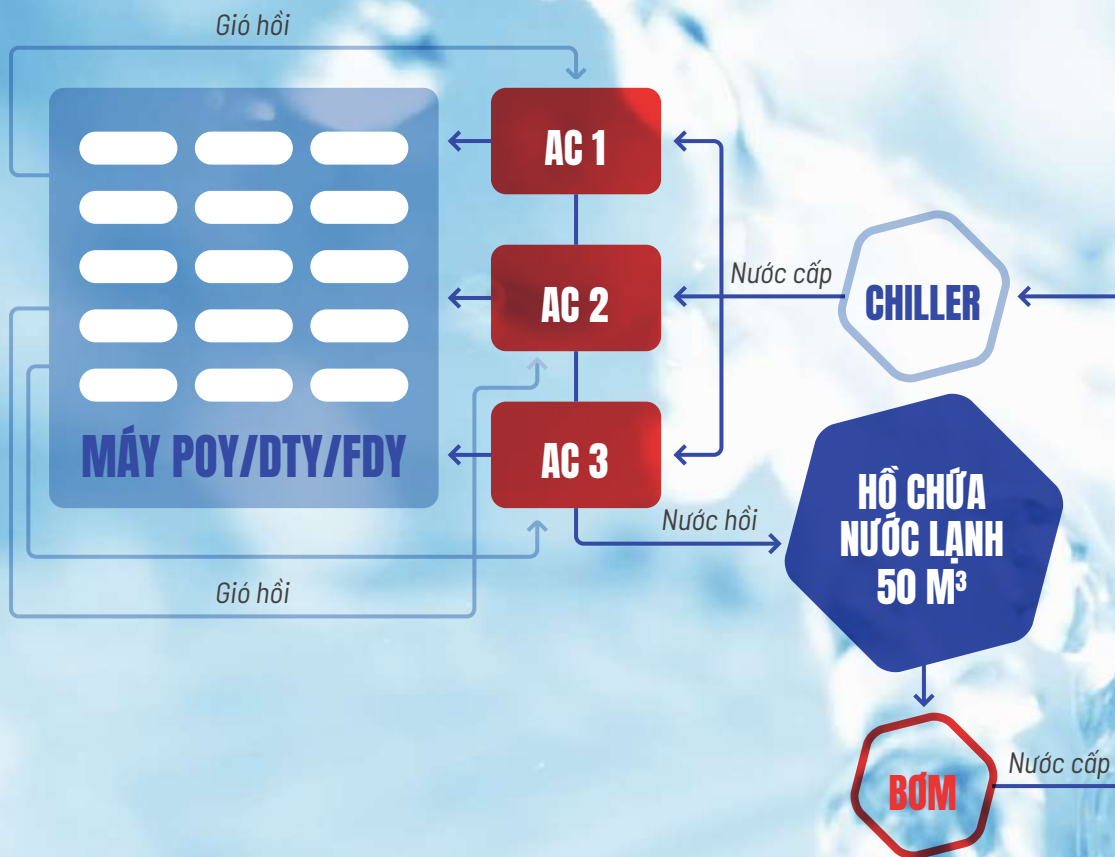 Gió hồi
AC 1
AC 2
Nước cấp
CHILLER
MÁY POY/DTY/FDY
AC 3
Nước hồi
HỒ CHỨA
NƯỚC LẠNH
50 M³
Gió hồi
BƠM
Nước cấp